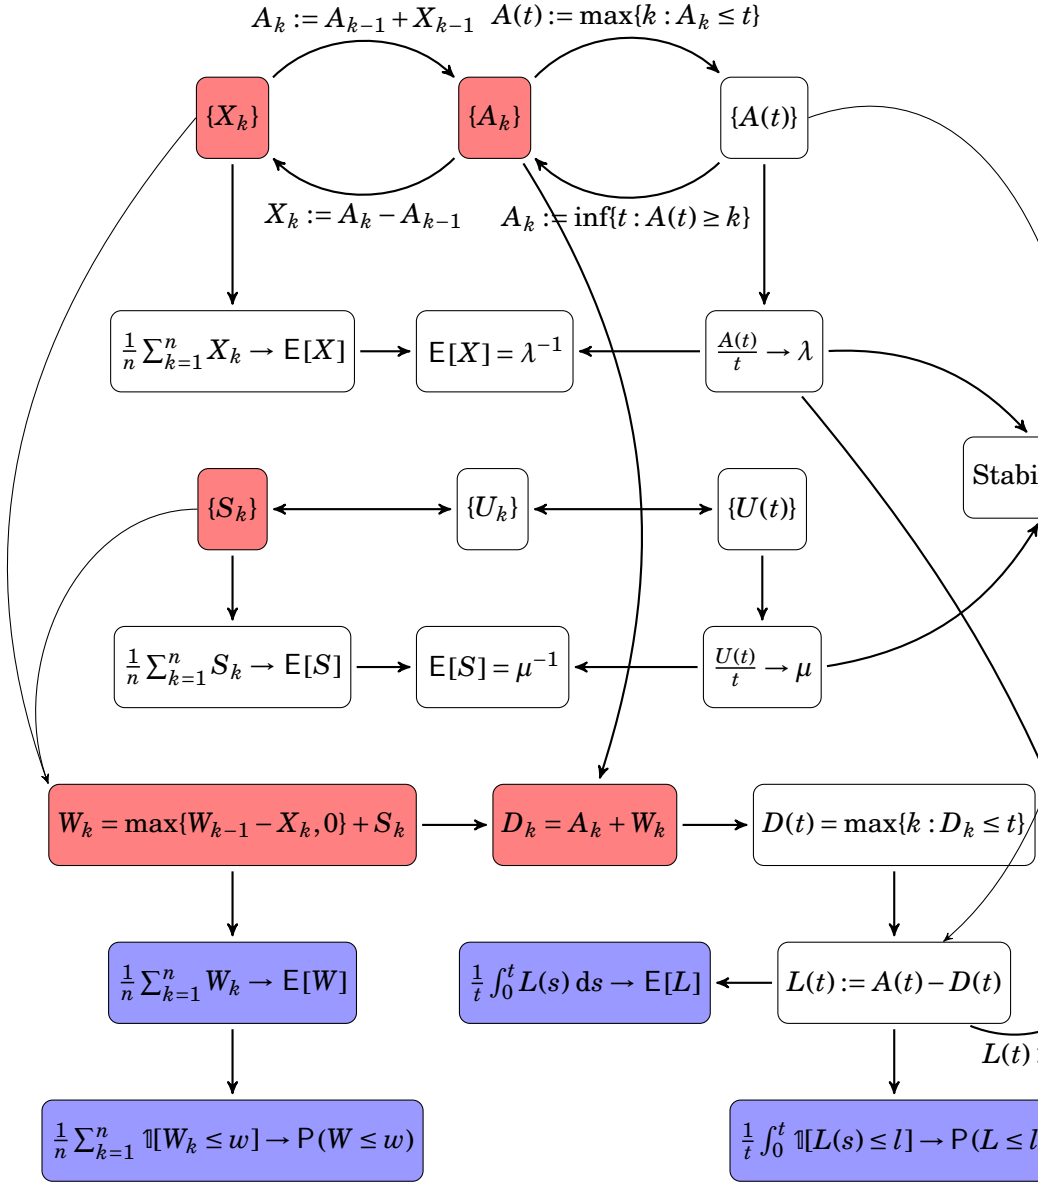 A_k := A_{k−1} + X_{k−1}
A(t) := max{k : A_k ≤ t}
{X_k}
{A_k}
{A(t)}
X_k := A_k − A_{k−1}
A_k := inf{t : A(t) ≥ k}
1/n ∑_{k=1}^n X_k → E[X]
E[X] = λ^{−1}
A(t)/t → λ
Stabi
{S_k}
{U_k}
{U(t)}
1/n ∑_{k=1}^n S_k → E[S]
E[S] = μ^{−1}
U(t)/t → μ
W_k = max{W_{k−1} − X_k, 0} + S_k
D_k = A_k + W_k
D(t) = max{k : D_k ≤ t}
1/n ∑_{k=1}^n W_k → E[W]
1/t ∫_0^t L(s) ds → E[L]
L(t) := A(t) − D(t)
L(t)
1/n ∑_{k=1}^n 𝟙[W_k ≤ w] → P(W ≤ w)
1/t ∫_0^t 𝟙[L(s) ≤ l] → P(L ≤ l